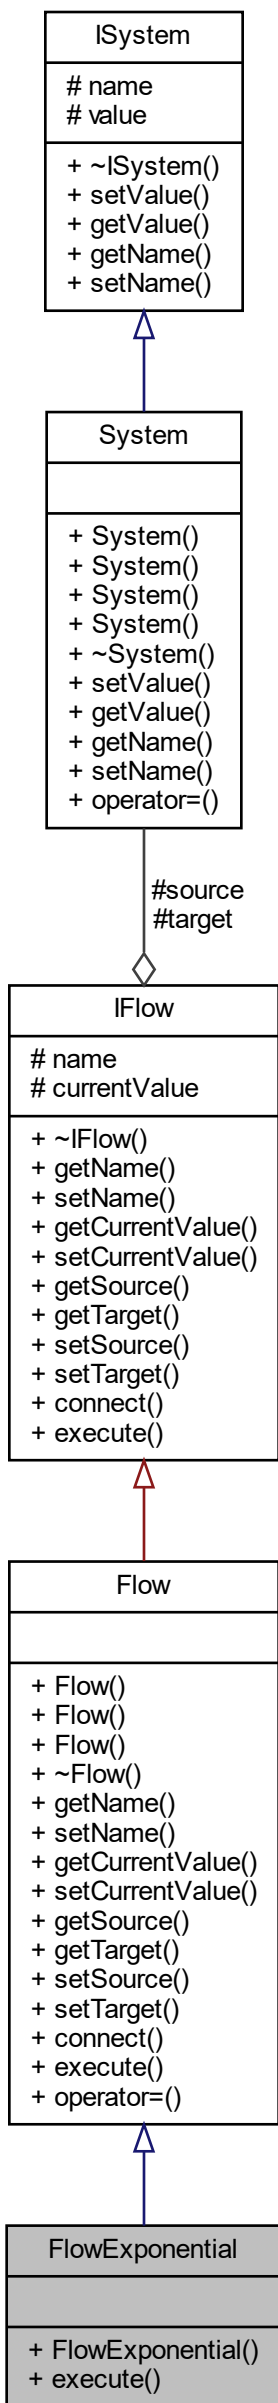 ISystem
# name
# value
+ ~ISystem()
+ setValue()
+ getValue()
+ getName()
+ setName()
System
+ System()
+ System()
+ System()
+ System()
+ ~System()
+ setValue()
+ getValue()
+ getName()
+ setName()
+ operator=()
#source
#target
IFlow
# name
# currentValue
+ ~IFlow()
+ getName()
+ setName()
+ getCurrentValue()
+ setCurrentValue()
+ getSource()
+ getTarget()
+ setSource()
+ setTarget()
+ connect()
+ execute()
Flow
+ Flow()
+ Flow()
+ Flow()
+ ~Flow()
+ getName()
+ setName()
+ getCurrentValue()
+ setCurrentValue()
+ getSource()
+ getTarget()
+ setSource()
+ setTarget()
+ connect()
+ execute()
+ operator=()
FlowExponential
+ FlowExponential()
+ execute()